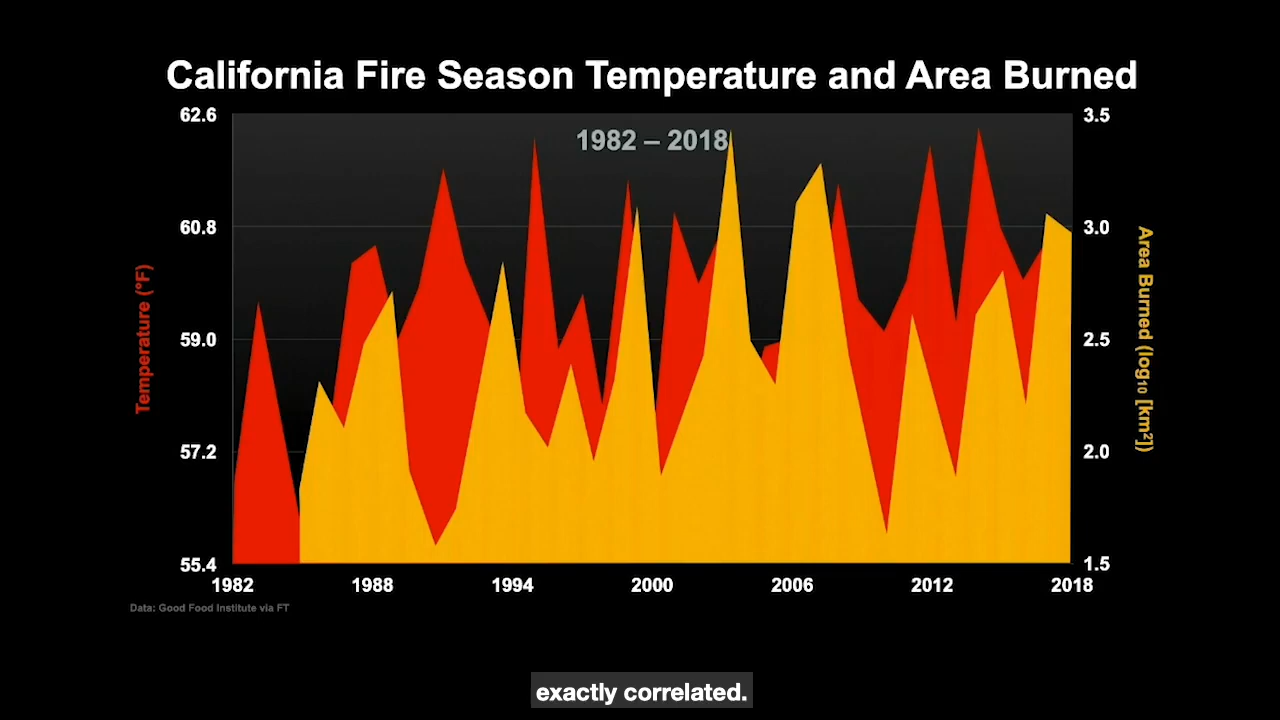 California Fire Season Temperature and Area Burned
1982 – 2018
62.6
60.8
59.0
57.2
55.4
Temperature (°F)
3.5
3.0
2.5
2.0
1.5
Area Burned (log₁₀ [km²])
1982 1988 1994 2000 2006 2012 2018
Data: Good Food Institute via FT
exactly correlated.